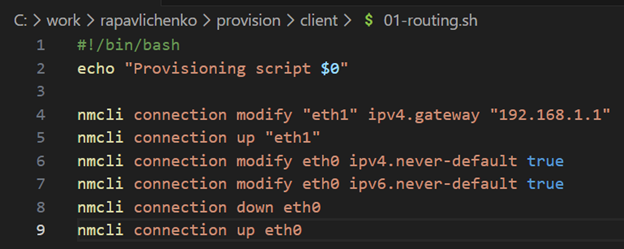 C: > work > rapavlichenko > provision > client > $ 01-routing.sh
1 #!/bin/bash
2 echo "Provisioning script $0"
3
4 nmcli connection modify "eth1" ipv4.gateway "192.168.1.1"
5 nmcli connection up "eth1"
6 nmcli connection modify eth0 ipv4.never-default true
7 nmcli connection modify eth0 ipv6.never-default true
8 nmcli connection down eth0
9 nmcli connection up eth0